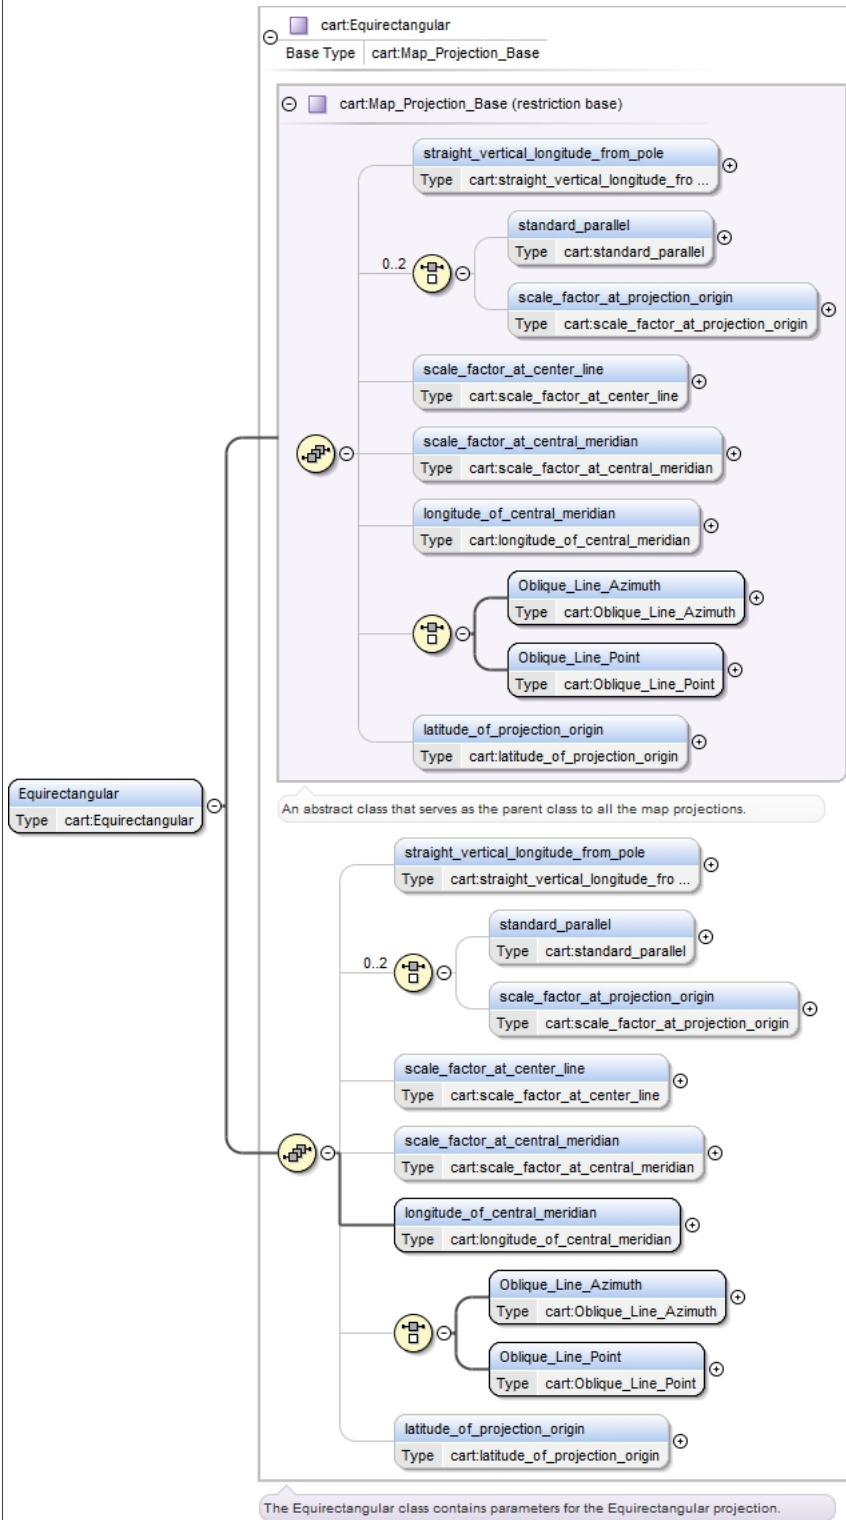 cart:Equirectangular
Base Type cart:Map_Projection_Base
cart:Map_Projection_Base (restriction base)
straight_vertical_longitude_from_pole
Type cart:straight_vertical_longitude_fro ...
0..2
standard_parallel
Type cart:standard_parallel
scale_factor_at_projection_origin
Type cart:scale_factor_at_projection_origin
scale_factor_at_center_line
Type cart:scale_factor_at_center_line
scale_factor_at_central_meridian
Type cart:scale_factor_at_central_meridian
longitude_of_central_meridian
Type cart:longitude_of_central_meridian
Oblique_Line_Azimuth
Type cart:Oblique_Line_Azimuth
Oblique_Line_Point
Type cart:Oblique_Line_Point
latitude_of_projection_origin
Type cart:latitude_of_projection_origin
Equirectangular
Type cart:Equirectangular
An abstract class that serves as the parent class to all the map projections.
straight_vertical_longitude_from_pole
Type cart:straight_vertical_longitude_fro ...
0..2
standard_parallel
Type cart:standard_parallel
scale_factor_at_projection_origin
Type cart:scale_factor_at_projection_origin
scale_factor_at_center_line
Type cart:scale_factor_at_center_line
scale_factor_at_central_meridian
Type cart:scale_factor_at_central_meridian
longitude_of_central_meridian
Type cart:longitude_of_central_meridian
Oblique_Line_Azimuth
Type cart:Oblique_Line_Azimuth
Oblique_Line_Point
Type cart:Oblique_Line_Point
latitude_of_projection_origin
Type cart:latitude_of_projection_origin
The Equirectangular class contains parameters for the Equirectangular projection.